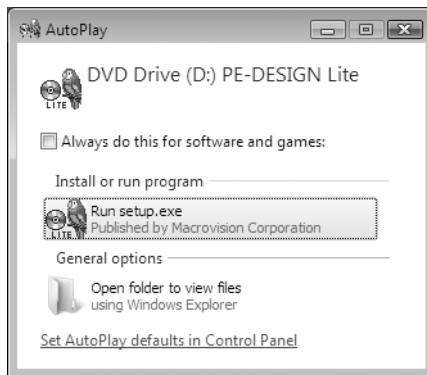 AutoPlay
DVD Drive (D:) PE-DESIGN Lite
LITE
Always do this for software and games:
Install or run program
Run setup.exe
LITE
Published by Macrovision Corporation
General options
Open folder to view files
using Windows Explorer
Set AutoPlay defaults in Control Panel